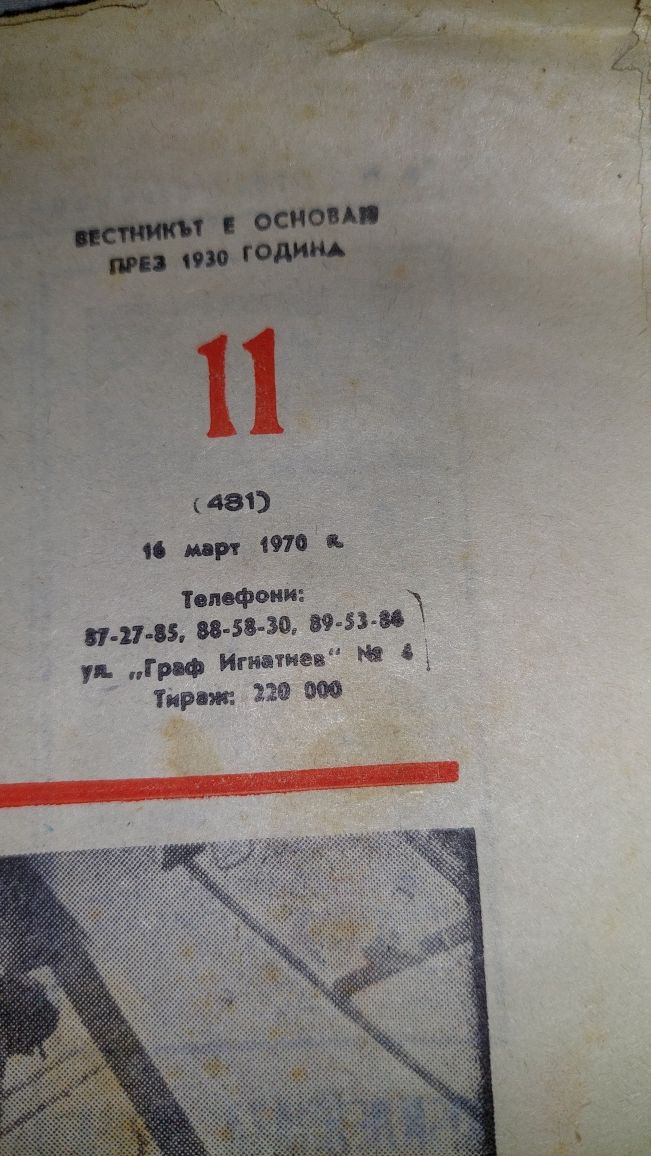 ВЕСТНИКЪТ Е ОСНОВАН
ПРЕЗ 1930 ГОДИНА
11
(481)
16 март 1970 г.
Телефони:
87-27-85, 88-58-30, 89-53-86
ул. „Граф Игнатиев“ № 4
Тираж: 220 000